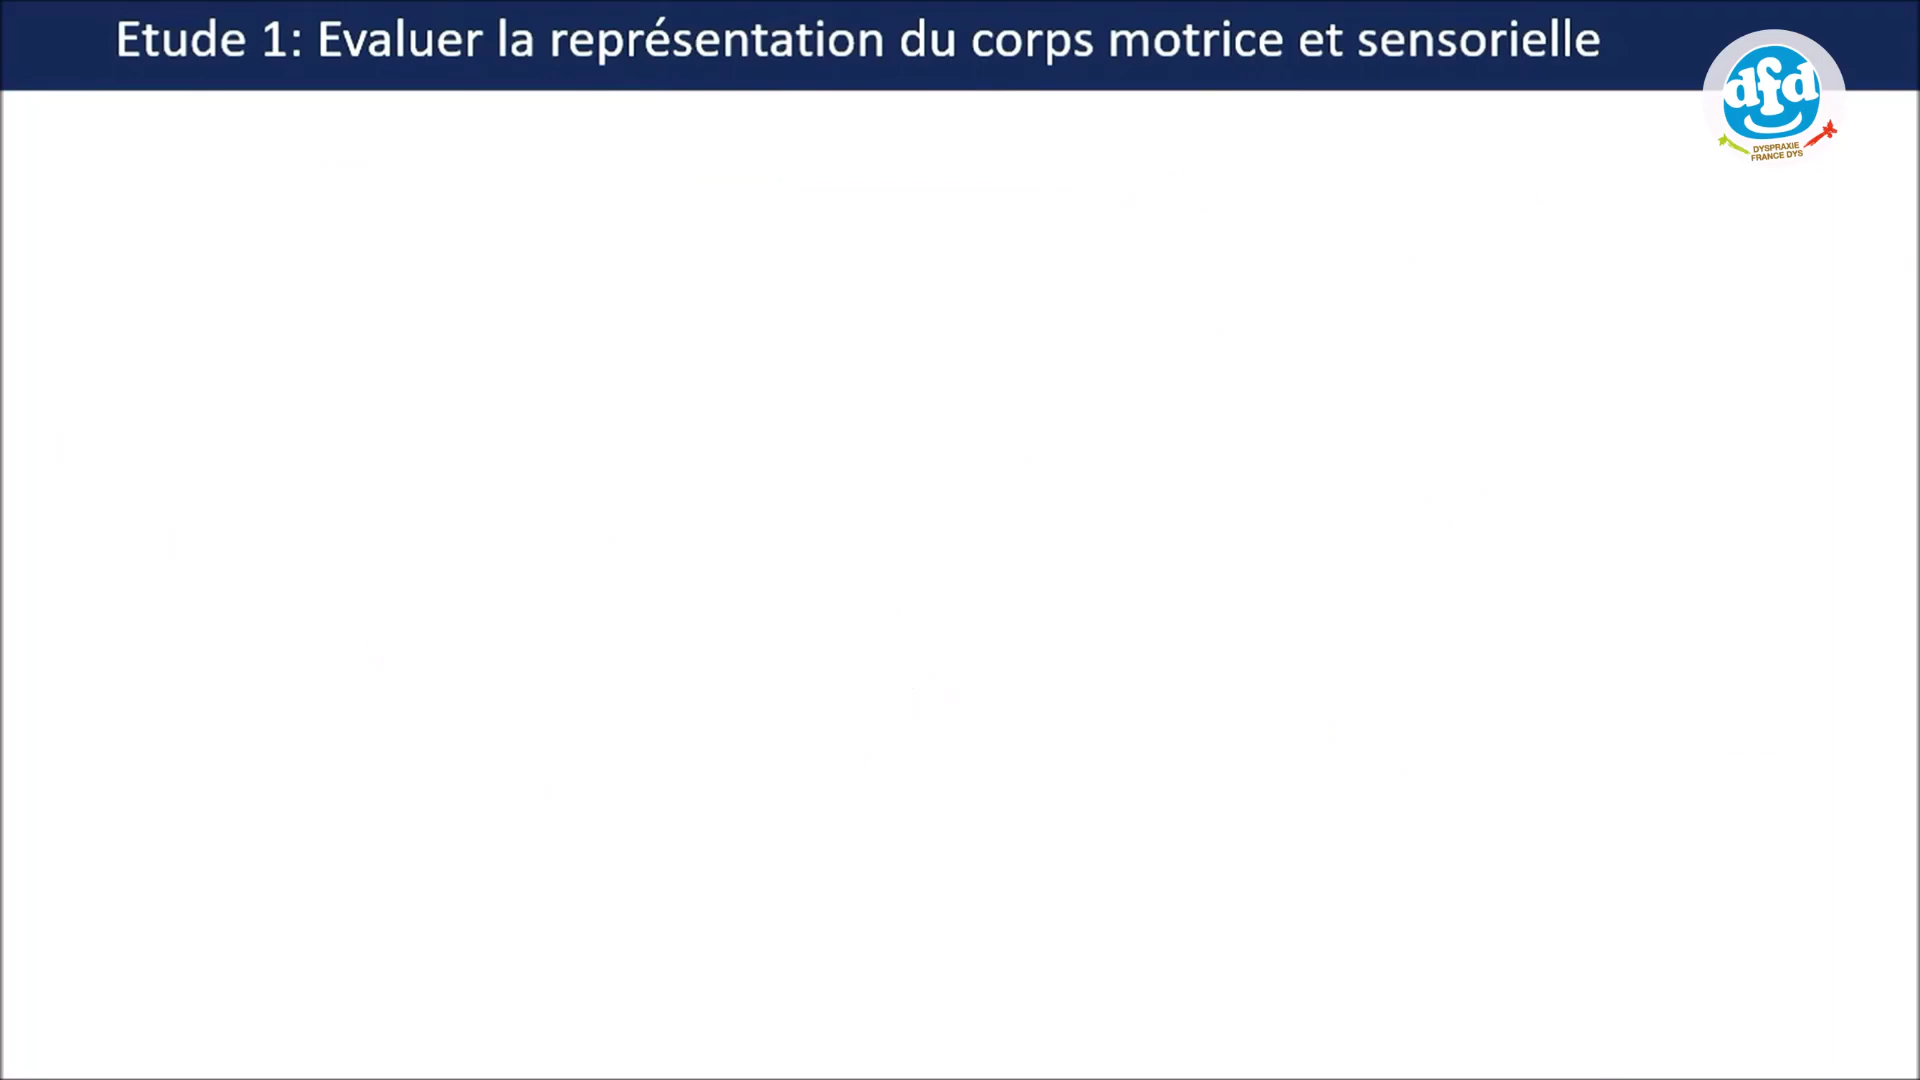 Etude 1: Evaluer la représentation du corps motrice et sensorielle
dfd
DYSPRAXIE
FRANCE DYS